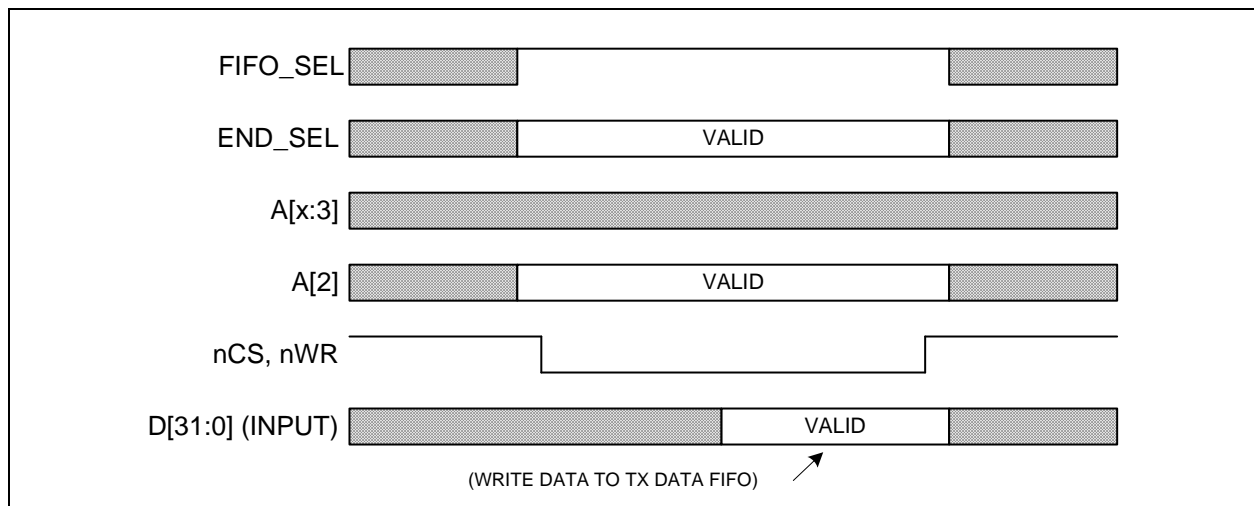 FIFO_SEL
END_SEL
VALID
A[x:3]
A[2]
VALID
nCS, nWR
D[31:0] (INPUT)
VALID
(WRITE DATA TO TX DATA FIFO)